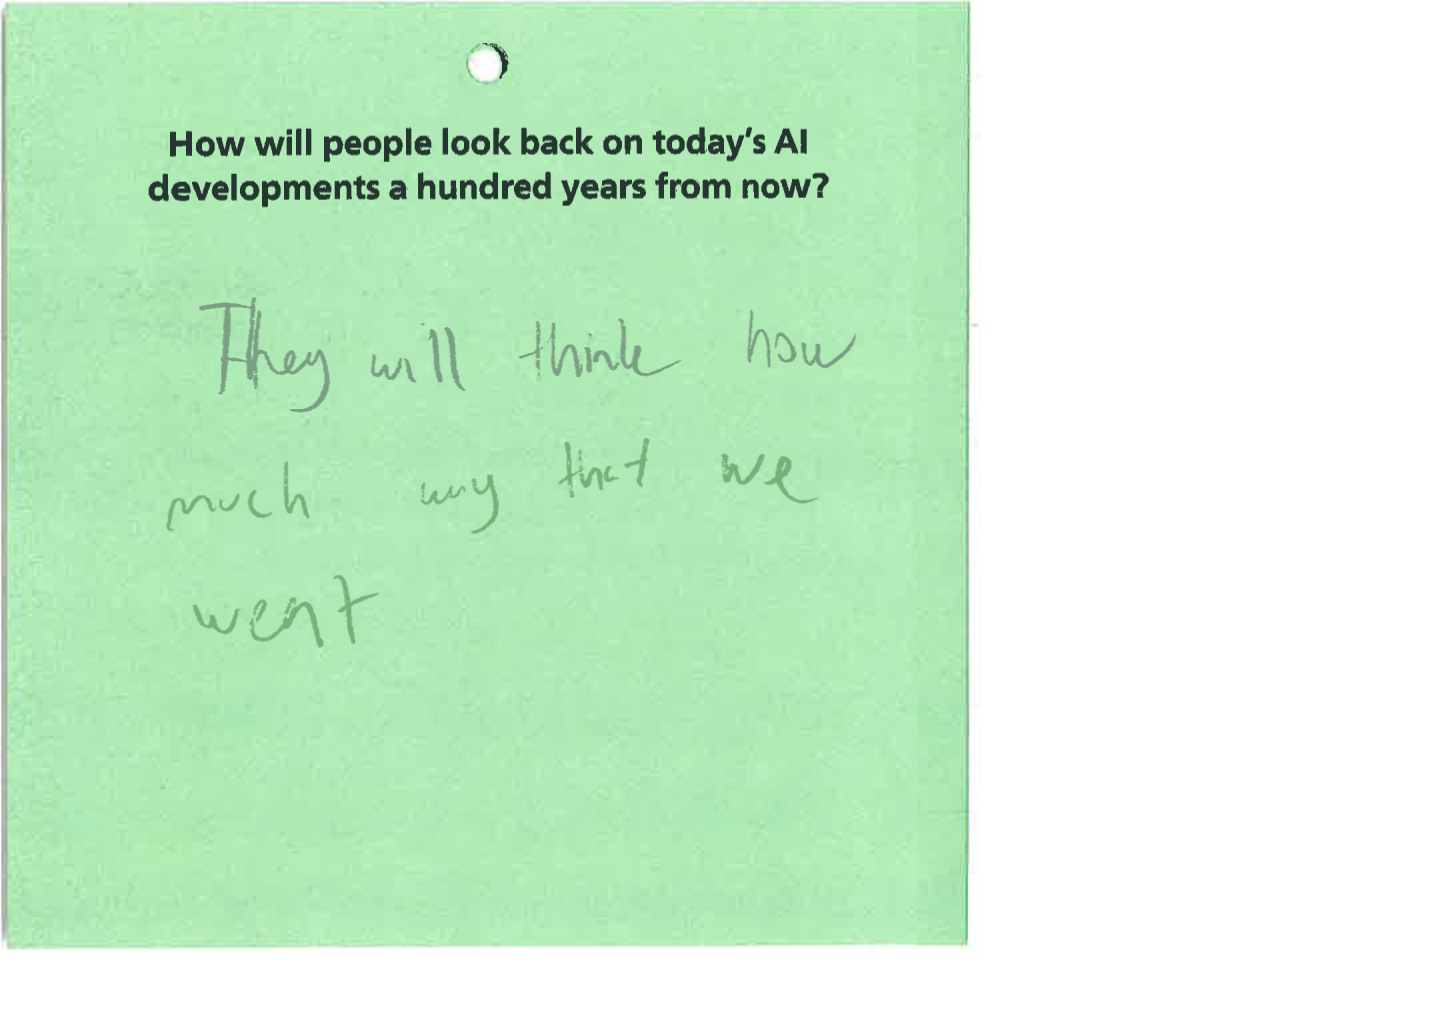 How will people look back on today's AI
developments a hundred years from now?
They will think how
much way that we
went